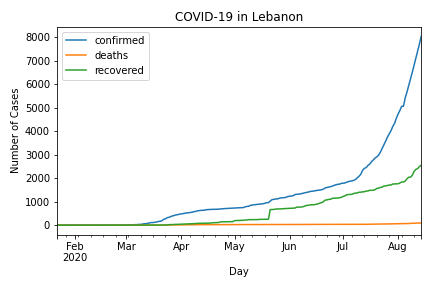 COVID-19 in Lebanon
confirmed
deaths
recovered
Number of Cases
8000
7000
6000
5000
4000
3000
2000
1000
0
Feb Mar Apr May Jun Jul Aug
2020
Day